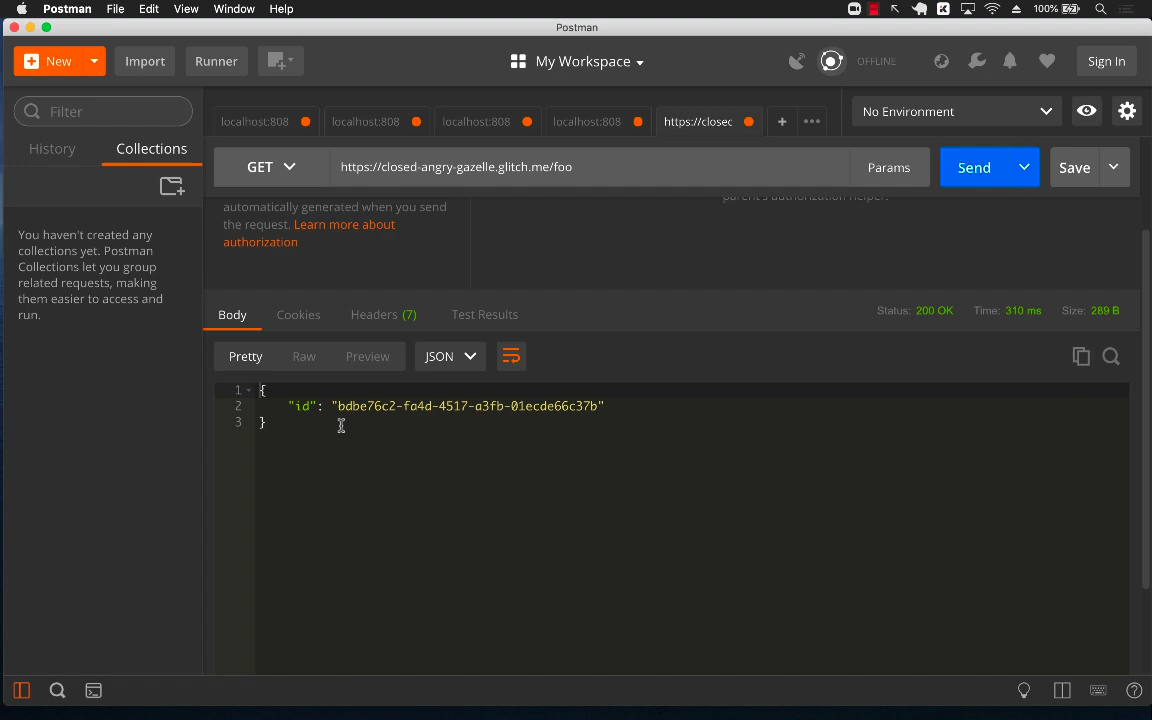 Postman File Edit View Window Help 100%
Postman
New Import Runner My Workspace OFFLINE Sign In
Filter
localhost:808 localhost:808 localhost:808 localhost:808 https://closec No Environment
History Collections
GET https://closed-angry-gazelle.glitch.me/foo Params Send Save
automatically generated when you send
the request. Learn more about
authorization
parent's authorization helper.
You haven't created any
collections yet. Postman
Collections let you group
related requests, making
them easier to access and
run.
Body Cookies Headers (7) Test Results Status: 200 OK Time: 310 ms Size: 289 B
Pretty Raw Preview JSON
1 {
2 "id": "bdbe76c2-fa4d-4517-a3fb-01ecde66c37b"
3 }